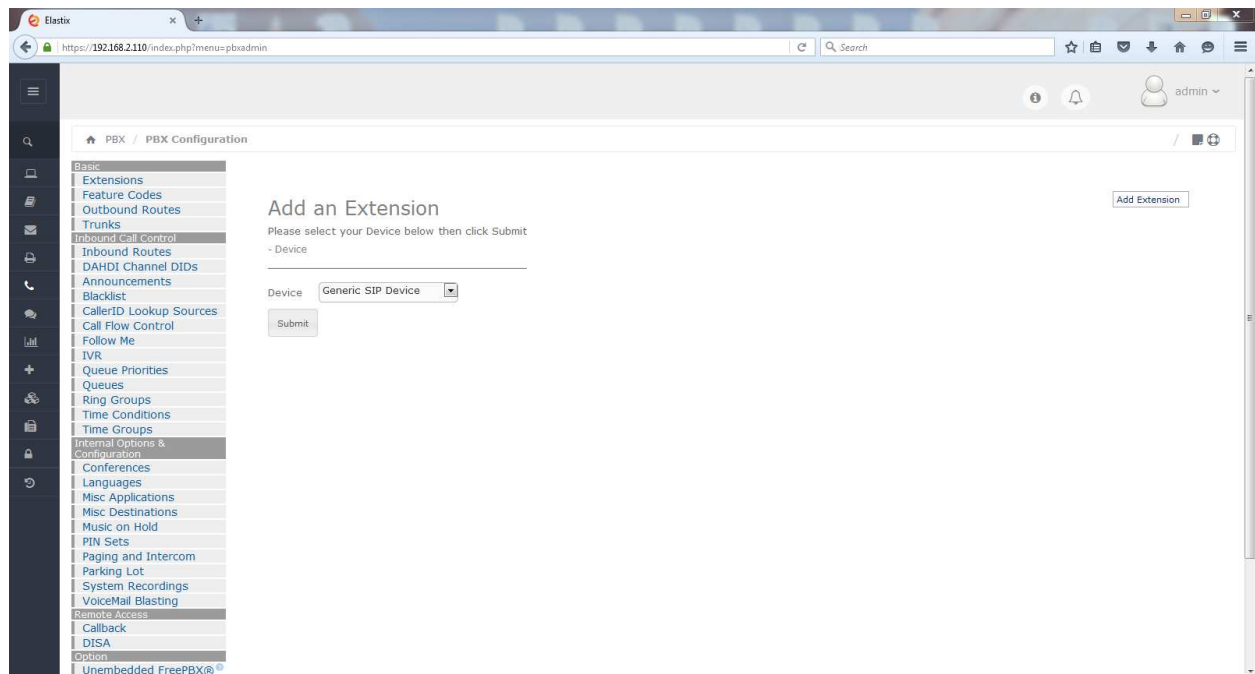 Elastix
https://192.168.2.110/index.php?menu=pbxadmin
Search
admin
PBX / PBX Configuration
/
Basic
Extensions
Feature Codes
Outbound Routes
Trunks
Inbound Call Control
Inbound Routes
DAHDI Channel DIDs
Announcements
Blacklist
CallerID Lookup Sources
Call Flow Control
Follow Me
IVR
Queue Priorities
Queues
Ring Groups
Time Conditions
Time Groups
Internal Options &
Configuration
Conferences
Languages
Misc Applications
Misc Destinations
Music on Hold
PIN Sets
Paging and Intercom
Parking Lot
System Recordings
VoiceMail Blasting
Remote Access
Callback
DISA
Option
Unembedded FreePBX®
Add an Extension
Please select your Device below then click Submit
- Device
Device Generic SIP Device
Submit
Add Extension